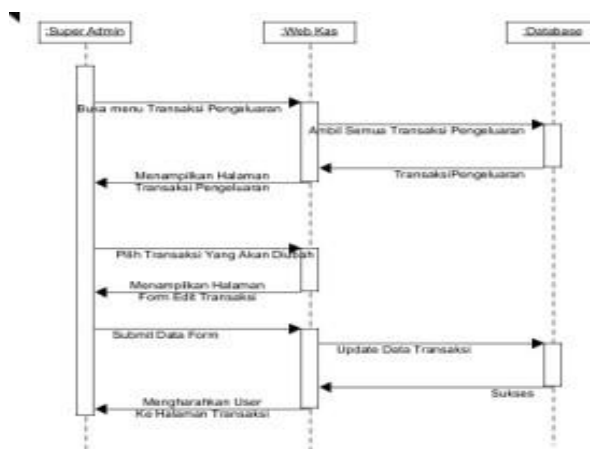 :Super Admin
:Web Kas
:Database
Buka menu Transaksi Pengeluaran
Ambil Semua Transaksi Pengeluaran
TransaksiPengeluaran
Menampilkan Halaman
Transaksi Pengeluaran
Pilih Transaksi Yang Akan Diubah
Menampilkan Halaman
Form Edit Transaksi
Submit Data Form
Update Data Transaksi
Sukses
Mengharahkan User
Ke Halaman Transaksi